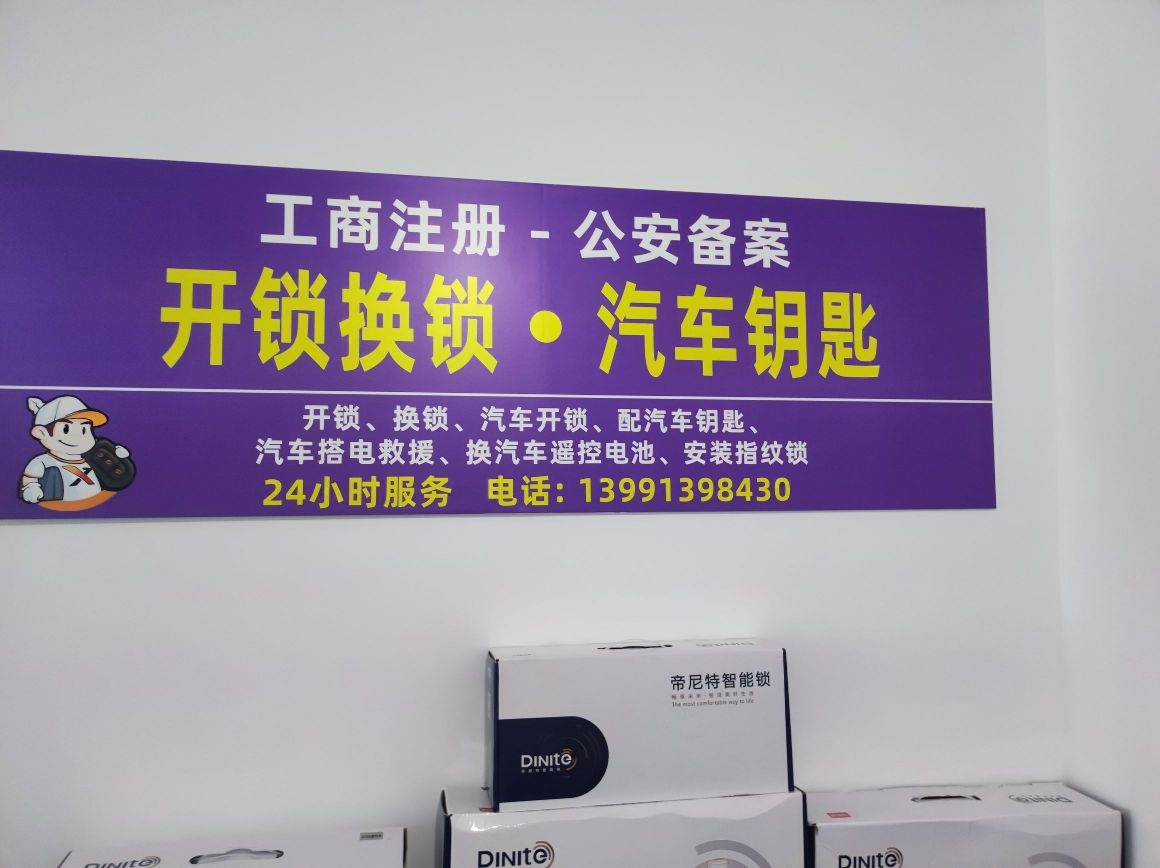 工商注册 - 公安备案
开锁换锁•汽车钥匙
开锁、换锁、汽车开锁、配汽车钥匙、
汽车搭电救援、换汽车遥控电池、安装指纹锁
24小时服务 电话: 13991398430
帝尼特智能锁
The most comfortable way to life
DINITE
DINITE
DINITE
DINITE
DINITE